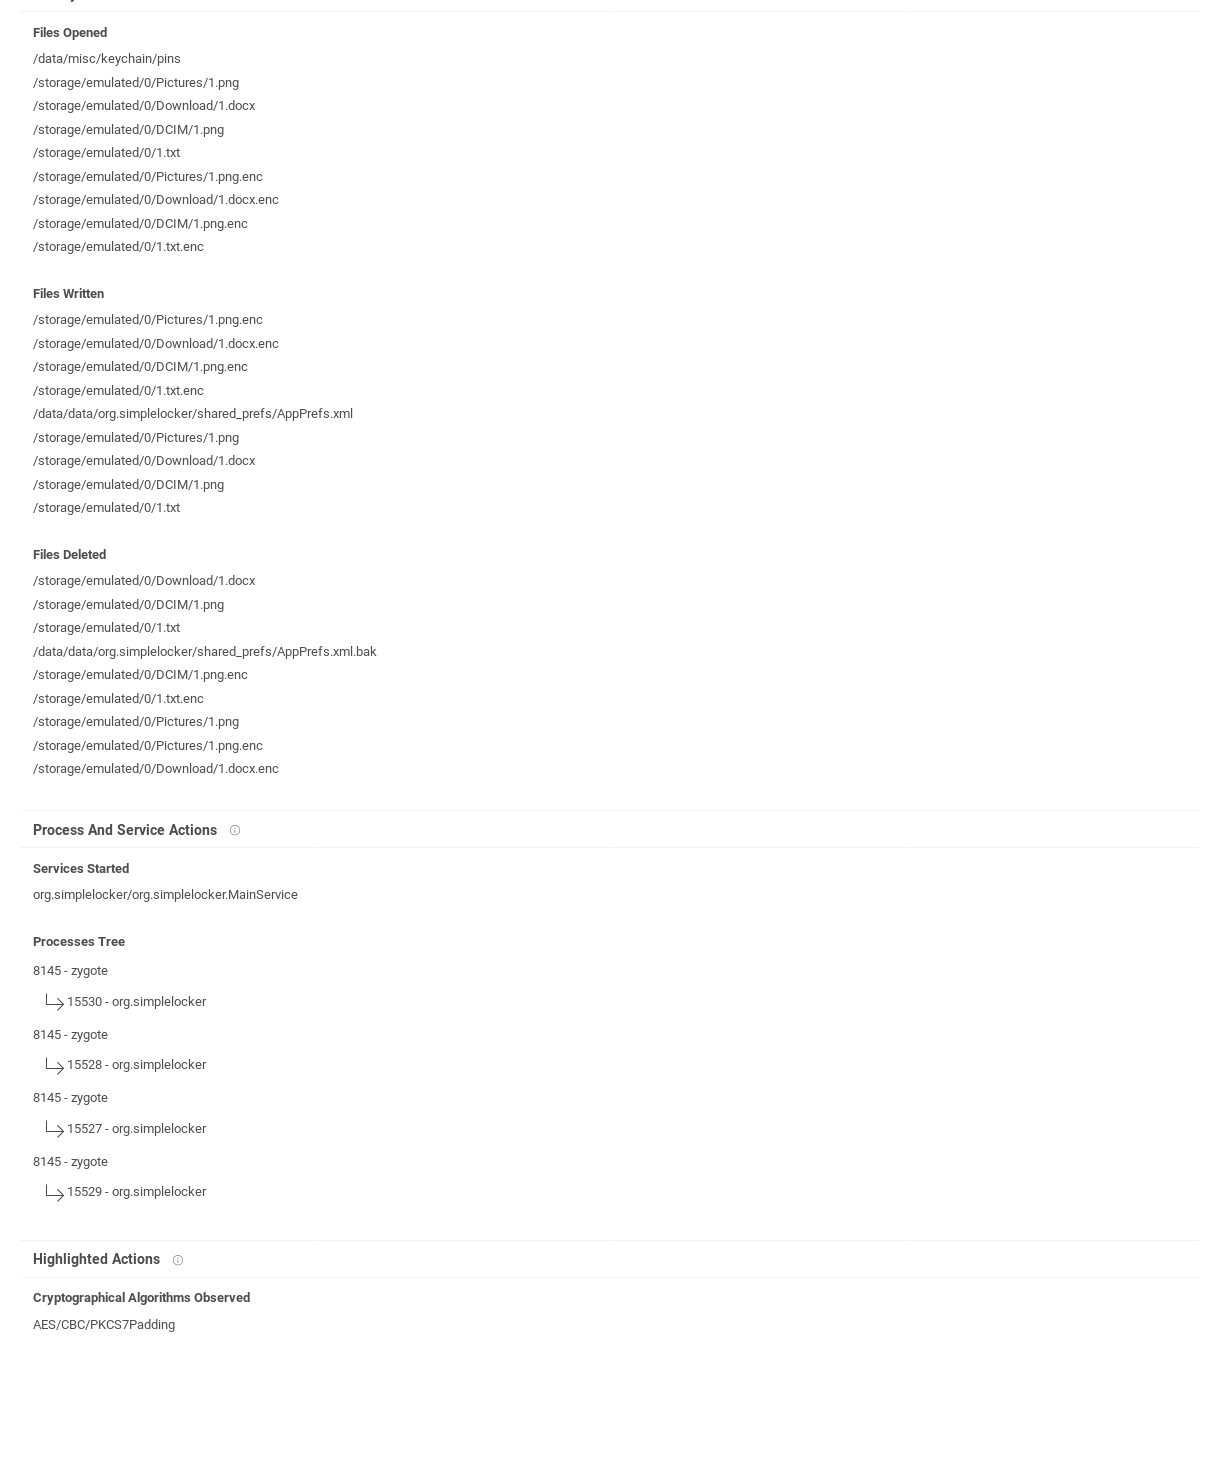 Files Opened
/data/misc/keychain/pins
/storage/emulated/0/Pictures/1.png
/storage/emulated/0/Download/1.docx
/storage/emulated/0/DCIM/1.png
/storage/emulated/0/1.txt
/storage/emulated/0/Pictures/1.png.enc
/storage/emulated/0/Download/1.docx.enc
/storage/emulated/0/DCIM/1.png.enc
/storage/emulated/0/1.txt.enc
Files Written
/storage/emulated/0/Pictures/1.png.enc
/storage/emulated/0/Download/1.docx.enc
/storage/emulated/0/DCIM/1.png.enc
/storage/emulated/0/1.txt.enc
/data/data/org.simplelocker/shared_prefs/AppPrefs.xml
/storage/emulated/0/Pictures/1.png
/storage/emulated/0/Download/1.docx
/storage/emulated/0/DCIM/1.png
/storage/emulated/0/1.txt
Files Deleted
/storage/emulated/0/Download/1.docx
/storage/emulated/0/DCIM/1.png
/storage/emulated/0/1.txt
/data/data/org.simplelocker/shared_prefs/AppPrefs.xml.bak
/storage/emulated/0/DCIM/1.png.enc
/storage/emulated/0/1.txt.enc
/storage/emulated/0/Pictures/1.png
/storage/emulated/0/Pictures/1.png.enc
/storage/emulated/0/Download/1.docx.enc
Process And Service Actions
Services Started
org.simplelocker/org.simplelocker.MainService
Processes Tree
8145 - zygote
15530 - org.simplelocker
8145 - zygote
15528 - org.simplelocker
8145 - zygote
15527 - org.simplelocker
8145 - zygote
15529 - org.simplelocker
Highlighted Actions
Cryptographical Algorithms Observed
AES/CBC/PKCS7Padding